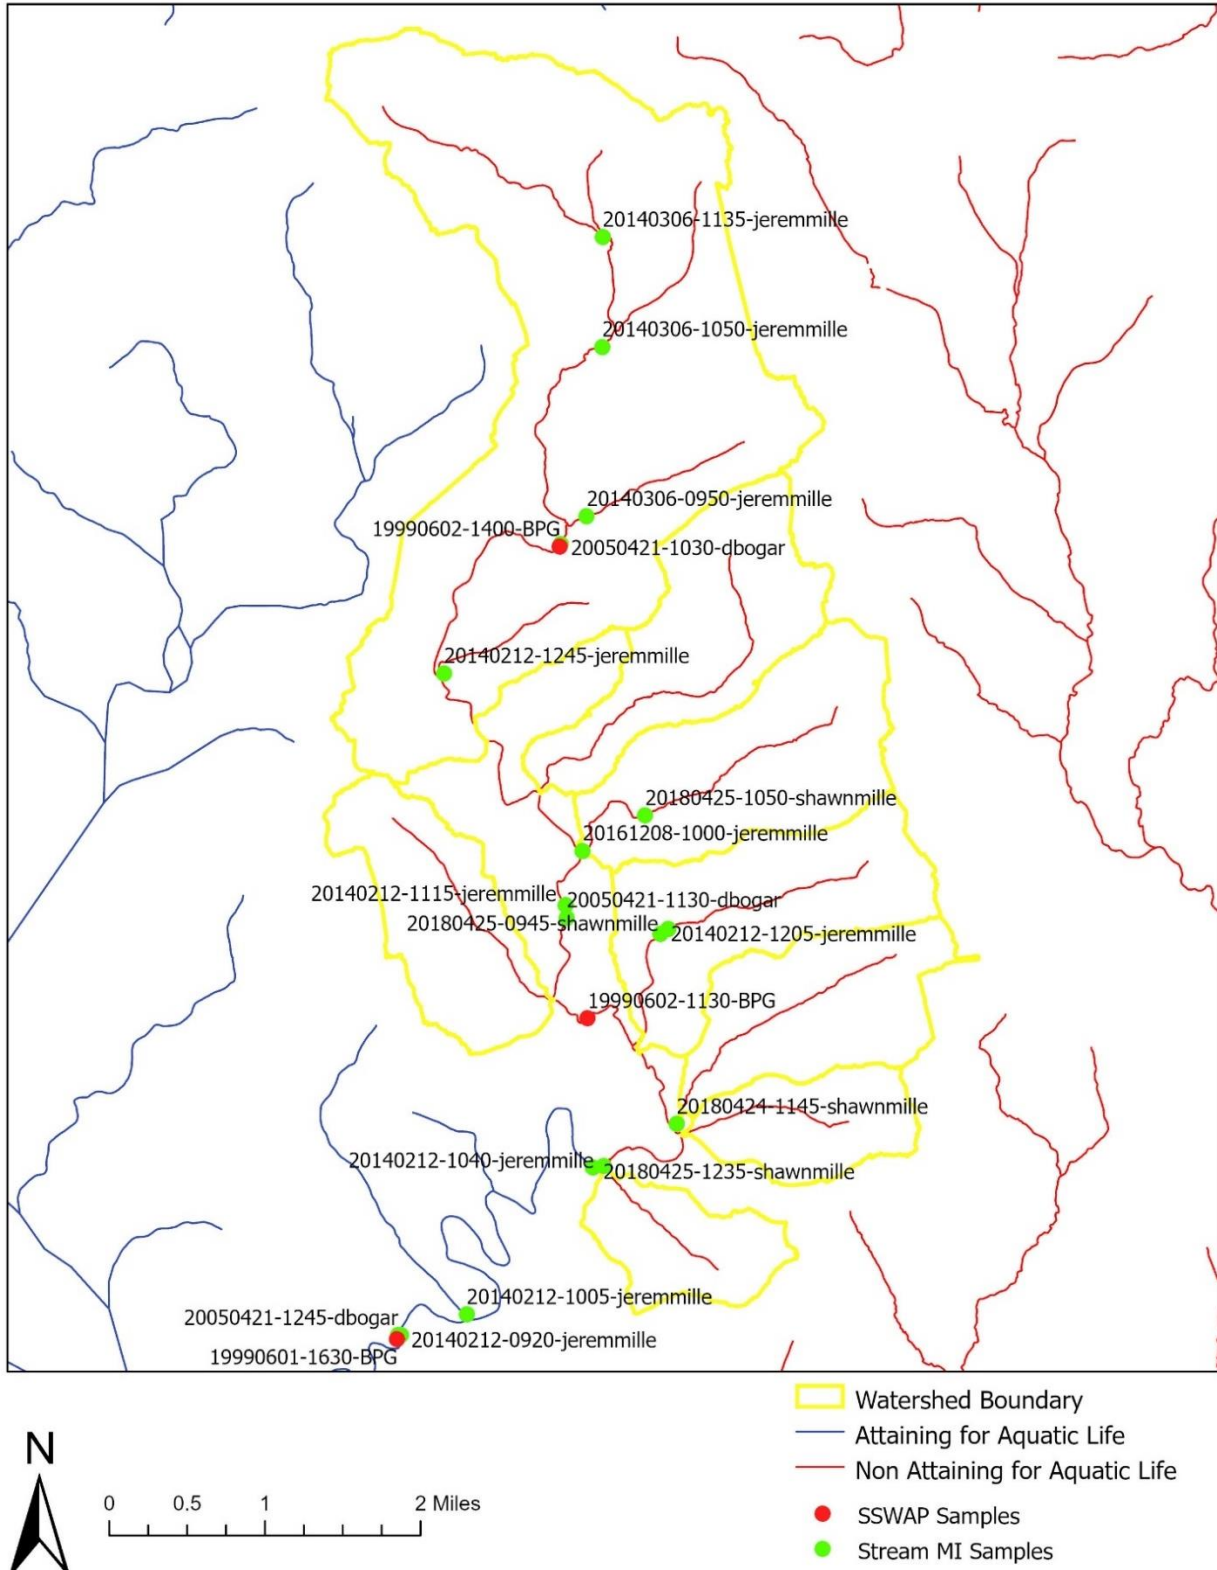 20140306-1135-jeremmille
20140306-1050-jeremmille
20140306-0950-jeremmille
19990602-1400-BPG
20050421-1030-dbogar
20140212-1245-jeremmille
20180425-1050-shawnmille
20161208-1000-jeremmille
20140212-1115-jeremmille
20050421-1130-dbogar
20180425-0945-shawnmille
20140212-1205-jeremmille
19990602-1130-BPG
20180424-1145-shawnmille
20140212-1040-jeremmille
20180425-1235-shawnmille
20140212-1005-jeremmille
20050421-1245-dbogar
20140212-0920-jeremmille
19990601-1630-BPG
Watershed Boundary
Attaining for Aquatic Life
Non Attaining for Aquatic Life
SSWAP Samples
Stream MI Samples
N
0 0.5 1 2 Miles